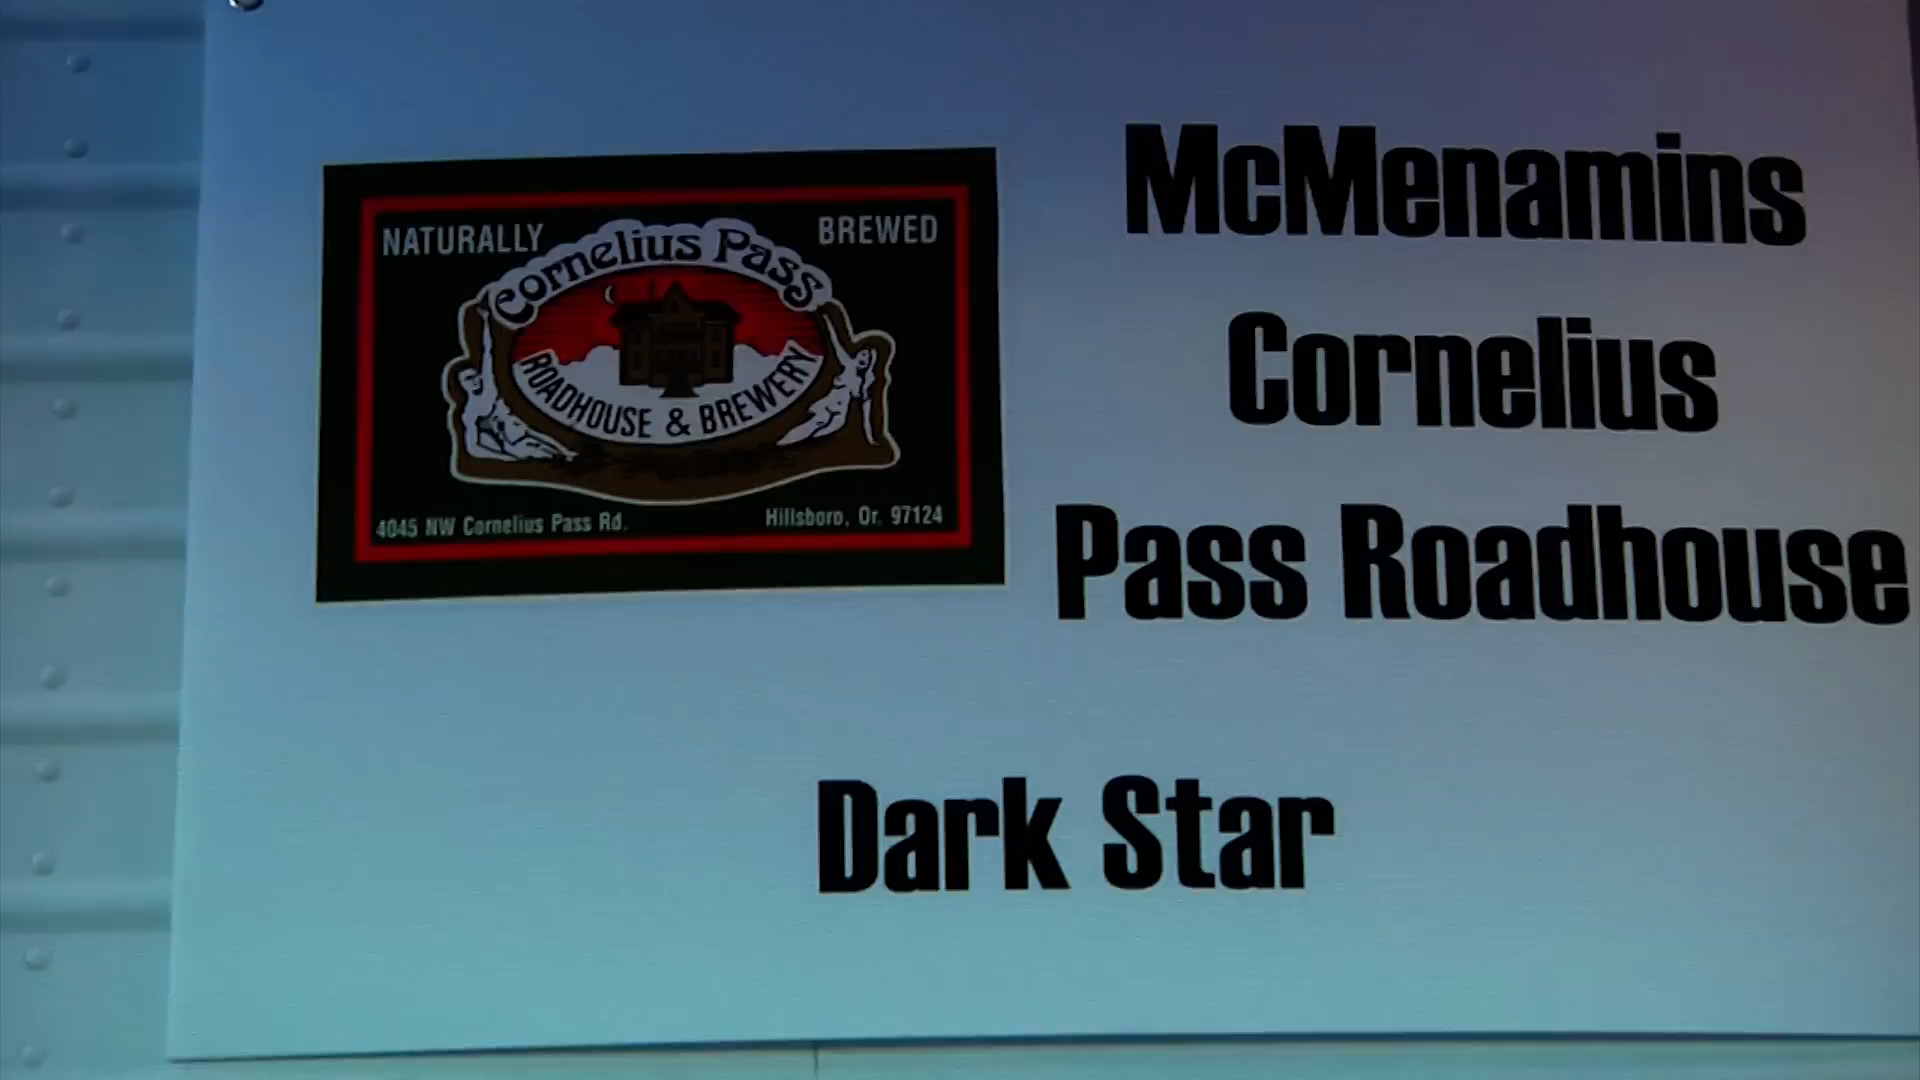 NATURALLY BREWED
Cornelius Pass
ROADHOUSE & BREWERY
4045 NW Cornelius Pass Rd. Hillsboro, Or. 97124
McMenamins
Cornelius
Pass Roadhouse
Dark Star